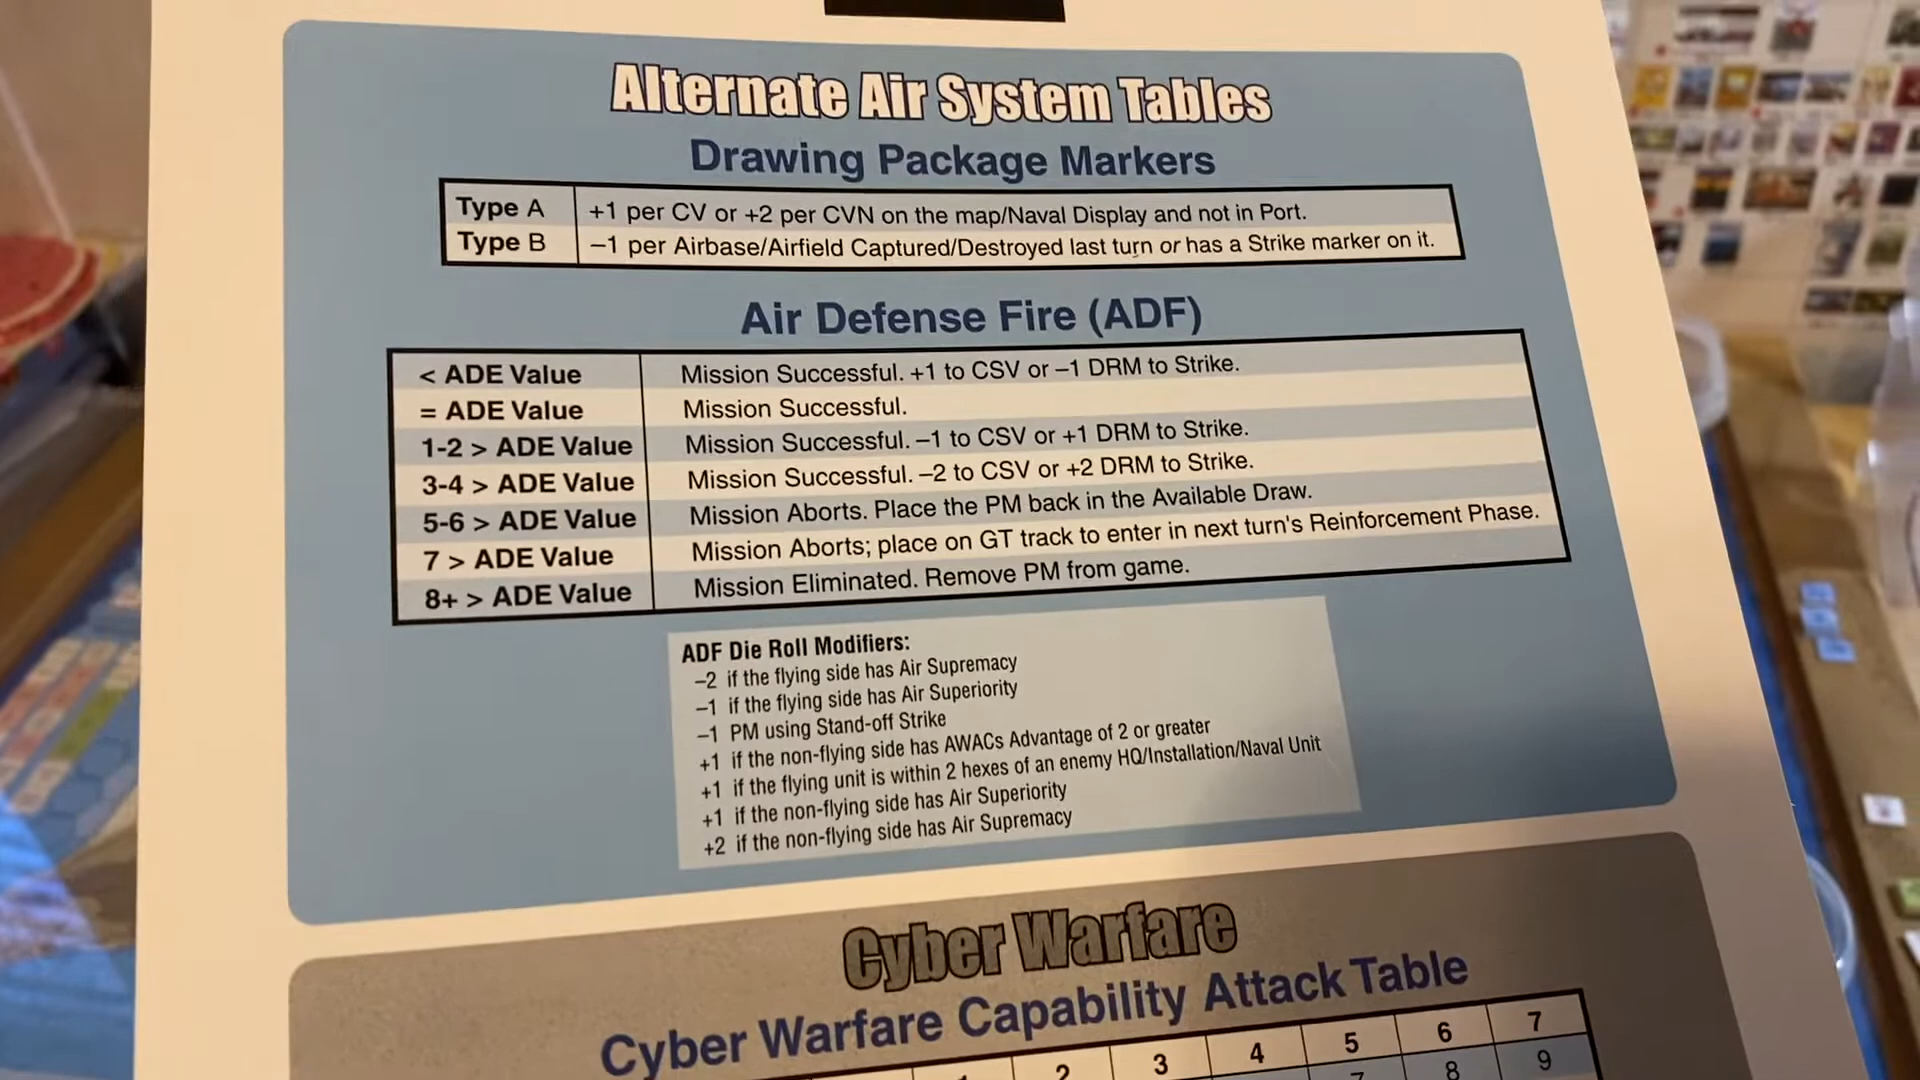 Alternate Air System Tables
Drawing Package Markers
Type A +1 per CV or +2 per CVN on the map/Naval Display and not in Port.
Type B –1 per Airbase/Airfield Captured/Destroyed last turn or has a Strike marker on it.
Air Defense Fire (ADF)
< ADE Value Mission Successful. +1 to CSV or –1 DRM to Strike.
= ADE Value Mission Successful.
1-2 > ADE Value Mission Successful. –1 to CSV or +1 DRM to Strike.
3-4 > ADE Value Mission Successful. –2 to CSV or +2 DRM to Strike.
5-6 > ADE Value Mission Aborts. Place the PM back in the Available Draw.
7 > ADE Value Mission Aborts; place on GT track to enter in next turn's Reinforcement Phase.
8+ > ADE Value Mission Eliminated. Remove PM from game.
ADF Die Roll Modifiers:
–2 if the flying side has Air Supremacy
–1 if the flying side has Air Superiority
–1 PM using Stand-off Strike
+1 if the non-flying side has AWACs Advantage of 2 or greater
+1 if the flying unit is within 2 hexes of an enemy HQ/Installation/Naval Unit
+1 if the non-flying side has Air Superiority
+2 if the non-flying side has Air Supremacy
Cyber Warfare
Cyber Warfare Capability Attack Table
2 3 4 5 6 7
7 8 9